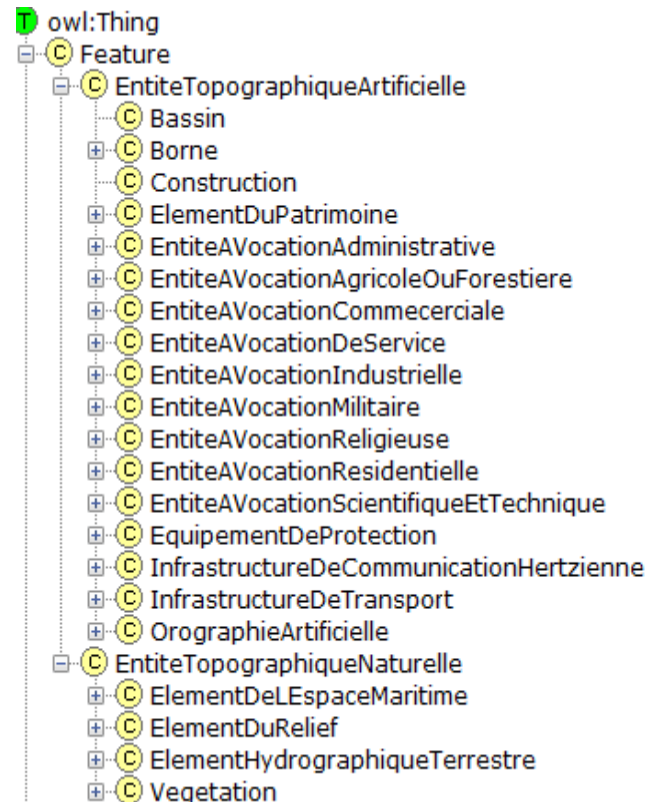 T owl:Thing
C Feature
C EntiteTopographiqueArtificielle
C Bassin
C Borne
C Construction
C ElementDuPatrimoine
C EntiteAVocationAdministrative
C EntiteAVocationAgricoleOuForestiere
C EntiteAVocationCommecerciale
C EntiteAVocationDeService
C EntiteAVocationIndustrielle
C EntiteAVocationMilitaire
C EntiteAVocationReligieuse
C EntiteAVocationResidentielle
C EntiteAVocationScientifiqueEtTechnique
C EquipementDeProtection
C InfrastructureDeCommunicationHertzienne
C InfrastructureDeTransport
C OrographieArtificielle
C EntiteTopographiqueNaturelle
C ElementDeLEspaceMaritime
C ElementDuRelief
C ElementHydrographiqueTerrestre
C Vegetation